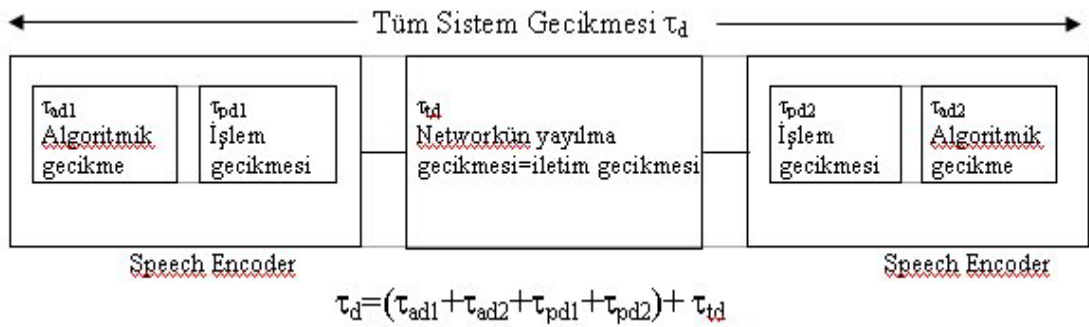 Tüm Sistem Gecikmesi τd
τad1
Algoritmik
gecikme
τpd1
İşlem
gecikmesi
τtd
Networkün yayılma
gecikmesi=iletim gecikmesi
τpd2
İşlem
gecikmesi
τad2
Algoritmik
gecikme
Speech Encoder
Speech Encoder
τd=(τad1+τad2+τpd1+τpd2)+ τtd